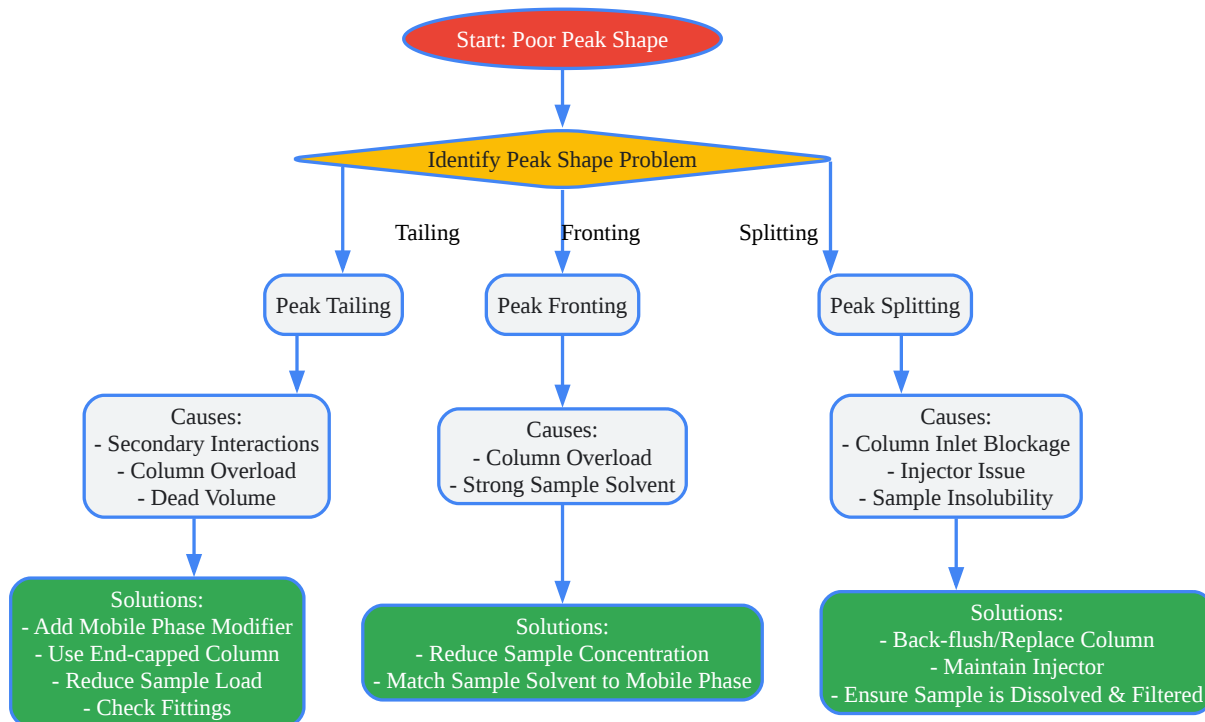 Start: Poor Peak Shape
Identify Peak Shape Problem
Tailing
Fronting
Splitting
Peak Tailing
Peak Fronting
Peak Splitting
Causes:
- Secondary Interactions
- Column Overload
- Dead Volume
Causes:
- Column Overload
- Strong Sample Solvent
Causes:
- Column Inlet Blockage
- Injector Issue
- Sample Insolubility
Solutions:
- Add Mobile Phase Modifier
- Use End-capped Column
- Reduce Sample Load
- Check Fittings
Solutions:
- Reduce Sample Concentration
- Match Sample Solvent to Mobile Phase
Solutions:
- Back-flush/Replace Column
- Maintain Injector
- Ensure Sample is Dissolved & Filtered